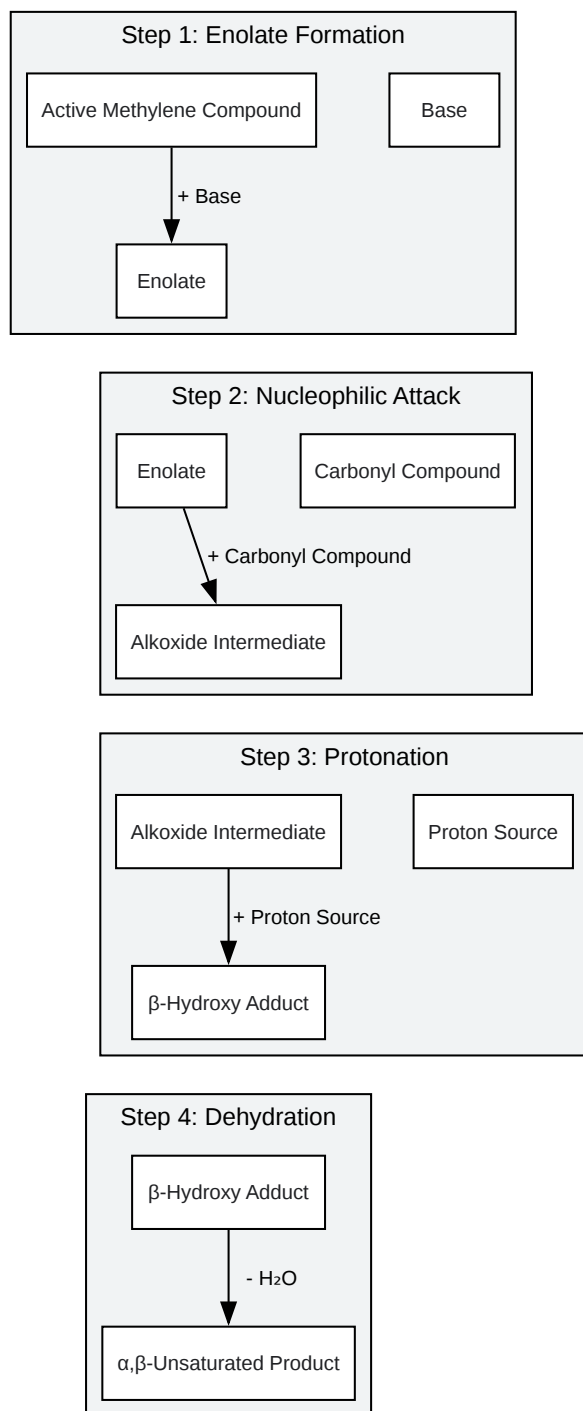 Step 1: Enolate Formation
Active Methylene Compound
Base
+ Base
Enolate
Step 2: Nucleophilic Attack
Enolate
Carbonyl Compound
+ Carbonyl Compound
Alkoxide Intermediate
Step 3: Protonation
Alkoxide Intermediate
Proton Source
+ Proton Source
β-Hydroxy Adduct
Step 4: Dehydration
β-Hydroxy Adduct
- H₂O
α,β-Unsaturated Product